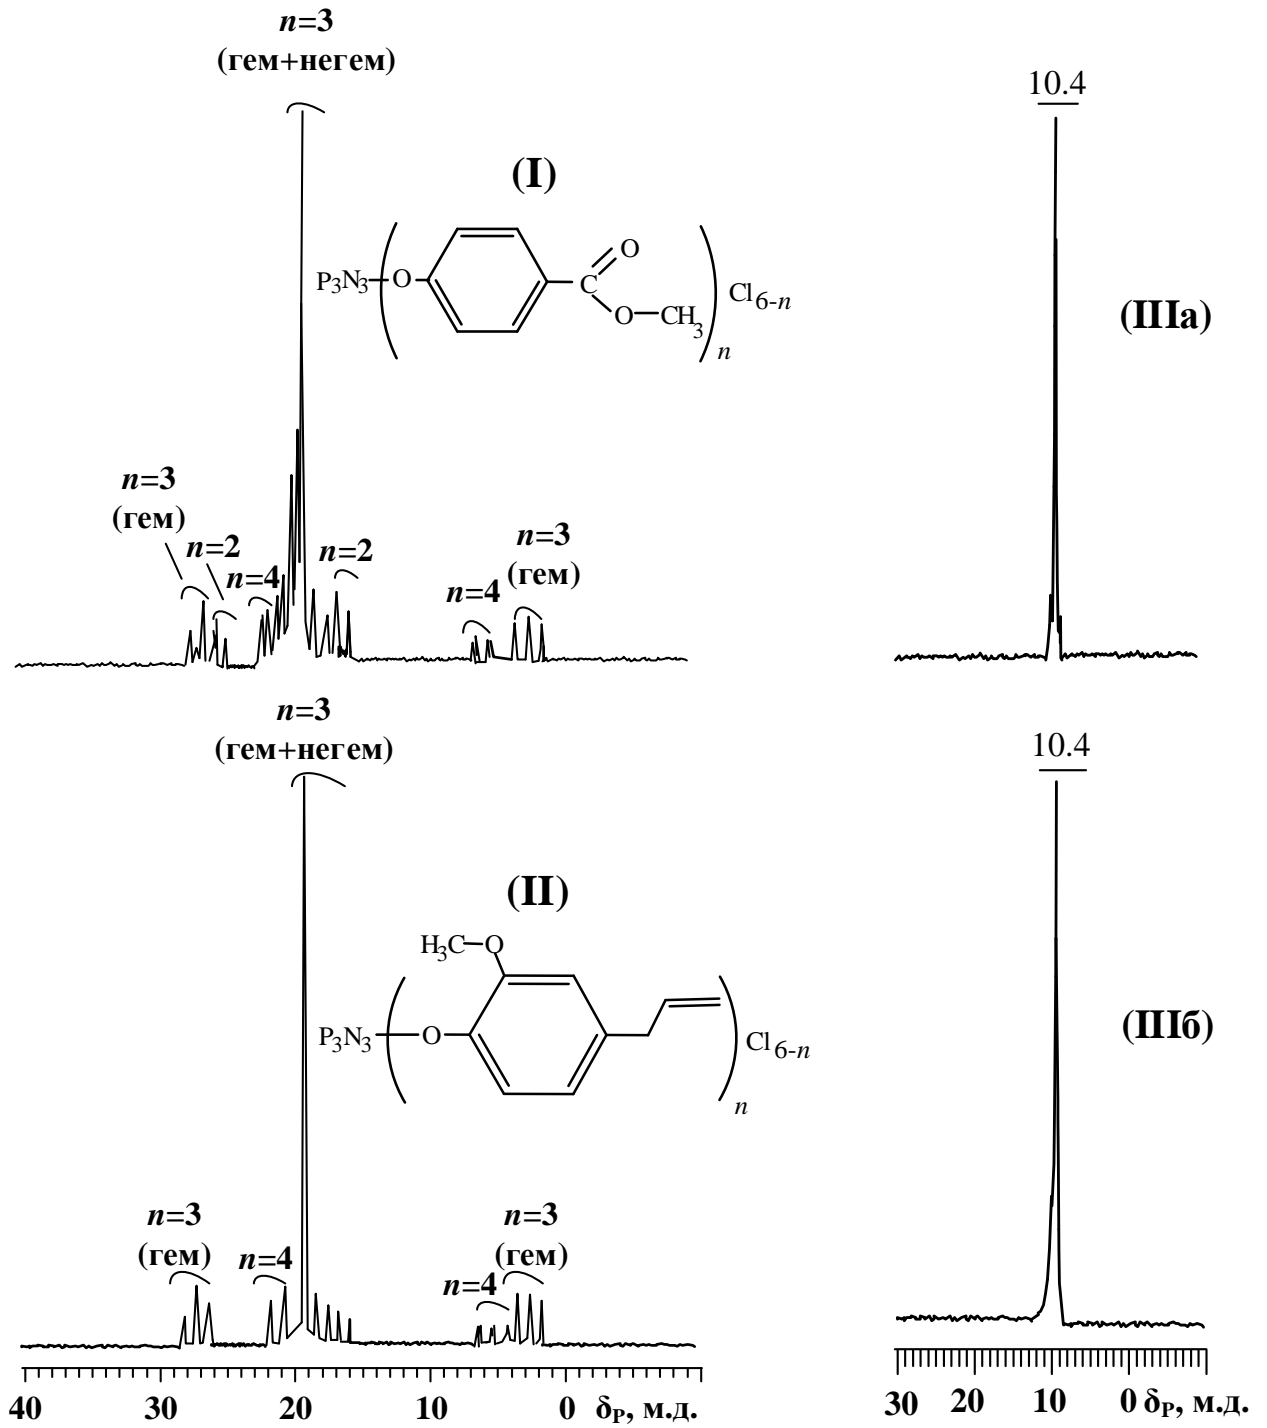 n=3
(гем+негем)
10.4
(I)
P3N3
O
C
O
O
CH3
n
Cl6-n
(IIIа)
n=3
(гем)
n=2
n=4
n=2
n=4
n=3
(гем)
n=3
(гем+негем)
10.4
(II)
H3C
O
P3N3
O
Cl6-n
n
(IIIб)
n=3
(гем)
n=4
n=4
n=3
(гем)
40 30 20 10 0 δP, м.д.
30 20 10 0 δP, м.д.